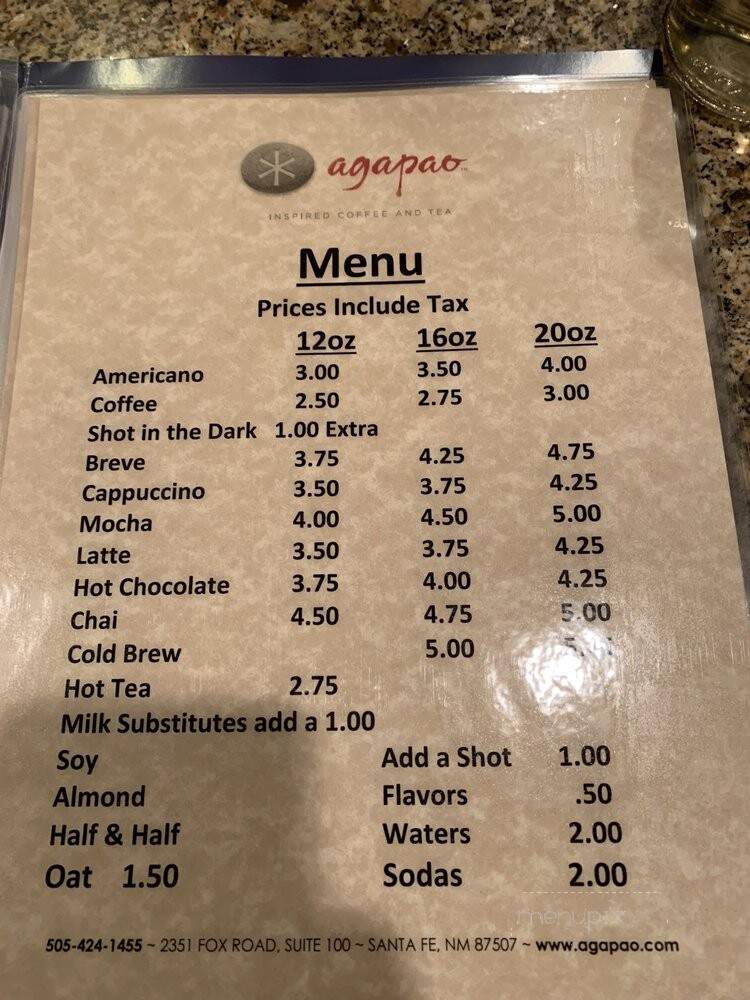 agapao™
INSPIRED COFFEE AND TEA
Menu
Prices Include Tax
12oz 16oz 20oz
Americano 3.00 3.50 4.00
Coffee 2.50 2.75 3.00
Shot in the Dark 1.00 Extra
Breve 3.75 4.25 4.75
Cappuccino 3.50 3.75 4.25
Mocha 4.00 4.50 5.00
Latte 3.50 3.75 4.25
Hot Chocolate 3.75 4.00 4.25
Chai 4.50 4.75 5.00
Cold Brew 5.00
Hot Tea 2.75
Milk Substitutes add a 1.00
Soy Add a Shot 1.00
Almond Flavors .50
Half & Half Waters 2.00
Oat 1.50 Sodas 2.00
menupix
505-424-1455 ~ 2351 FOX ROAD, SUITE 100 ~ SANTA FE, NM 87507 ~ www.agapao.com